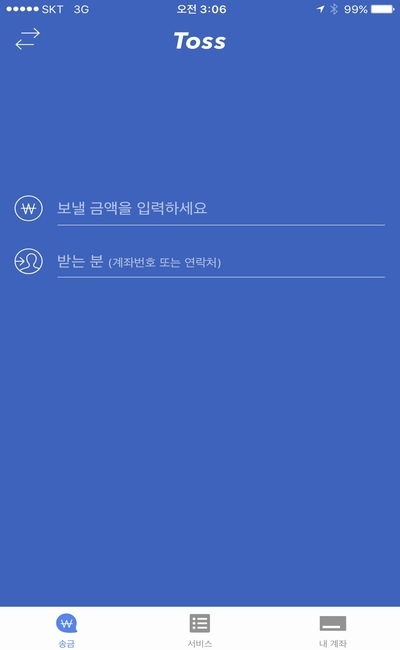 SKT 3G 오전 3:06 99%
Toss
₩ 보낼 금액을 입력하세요
받는 분 (계좌번호 또는 연락처)
₩
송금 서비스 내 계좌